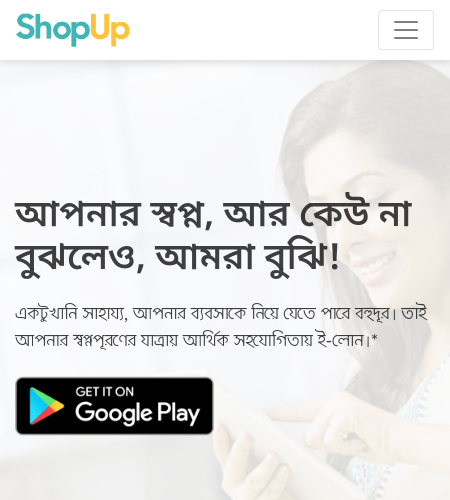 ShopUp
আপনার স্বপ্ন, আর কেউ না
বুঝলেও, আমরা বুঝি!
একটুখানি সাহায্য, আপনার ব্যবসাকে নিয়ে যেতে পারে বহুদূর। তাই
আপনার স্বপ্নপূরণের যাত্রায় আর্থিক সহযোগিতায় ই-লোন।*
GET IT ON
Google Play